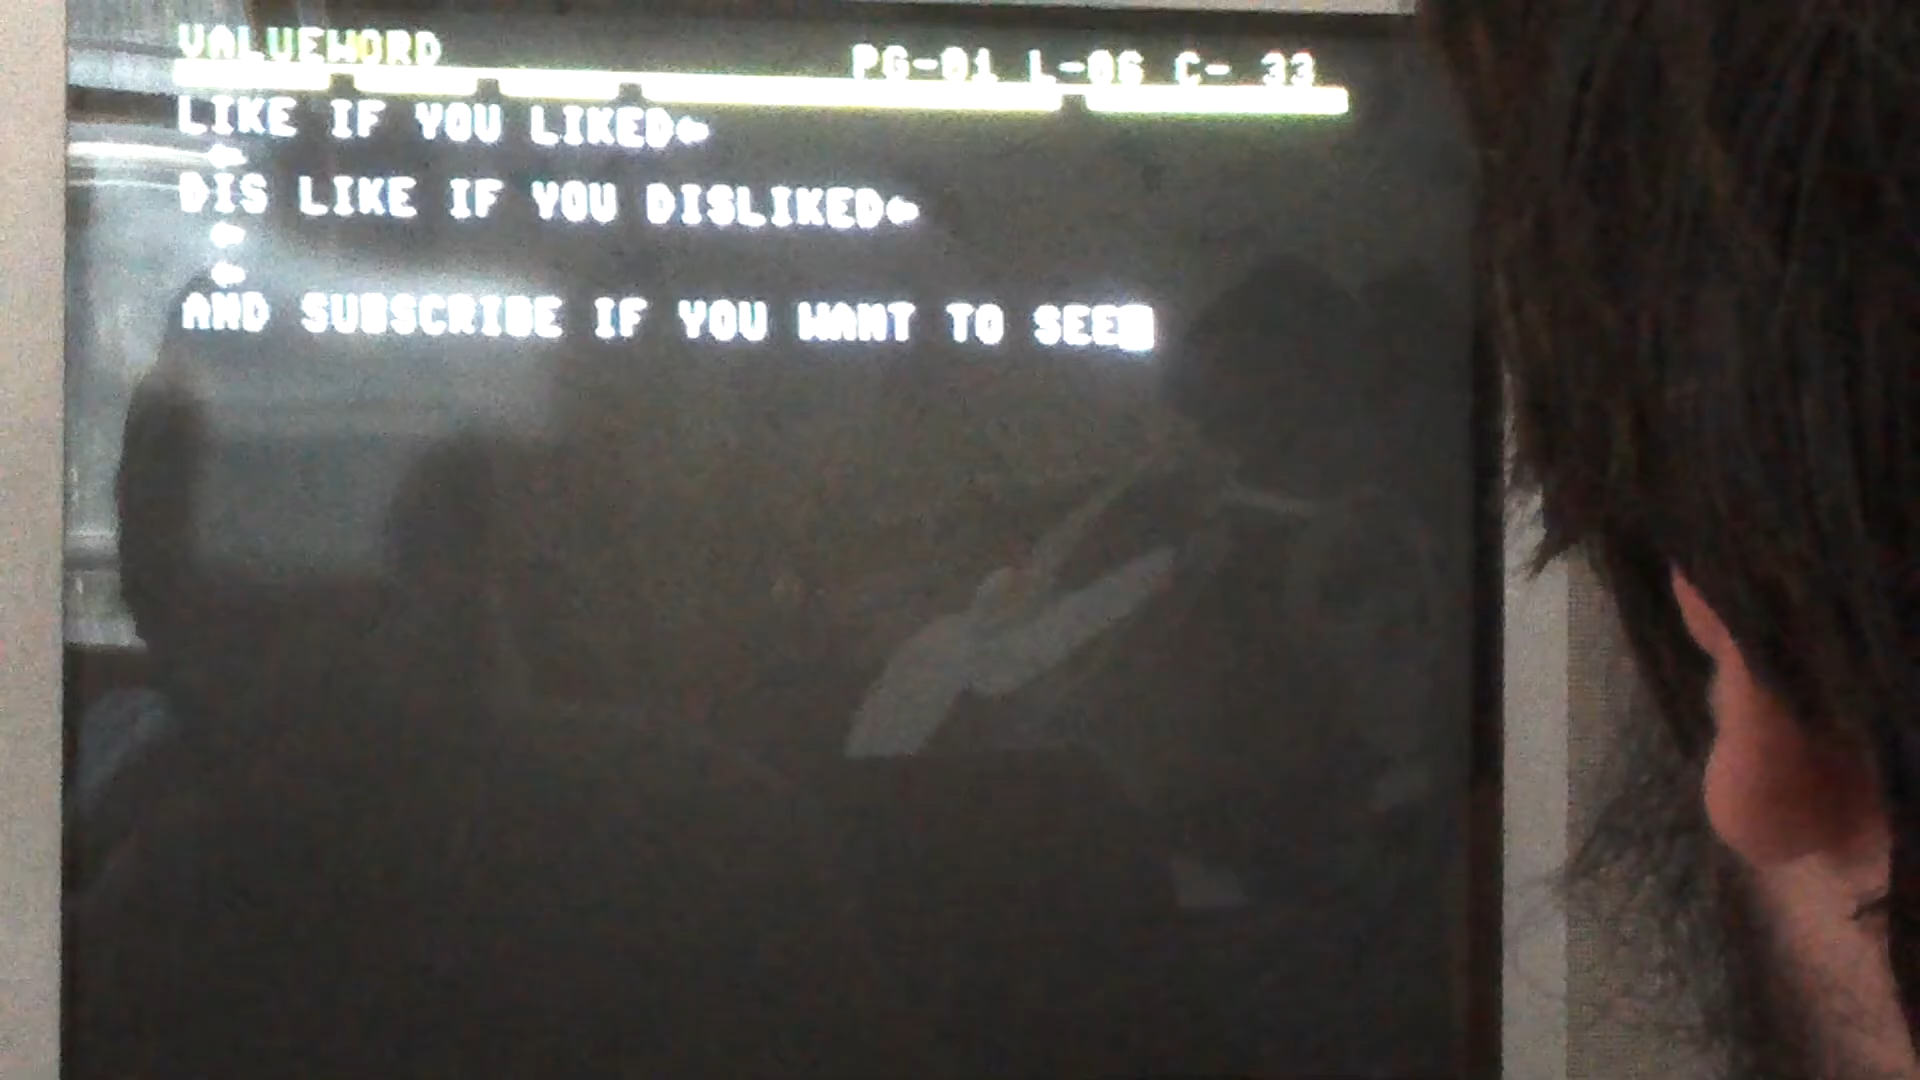 VALUEWORD PG-01 L-06 C- 33
LIKE IF YOU LIKED←
←
DIS LIKE IF YOU DISLIKED←
←
←
AND SUBSCRIBE IF YOU WANT TO SEE